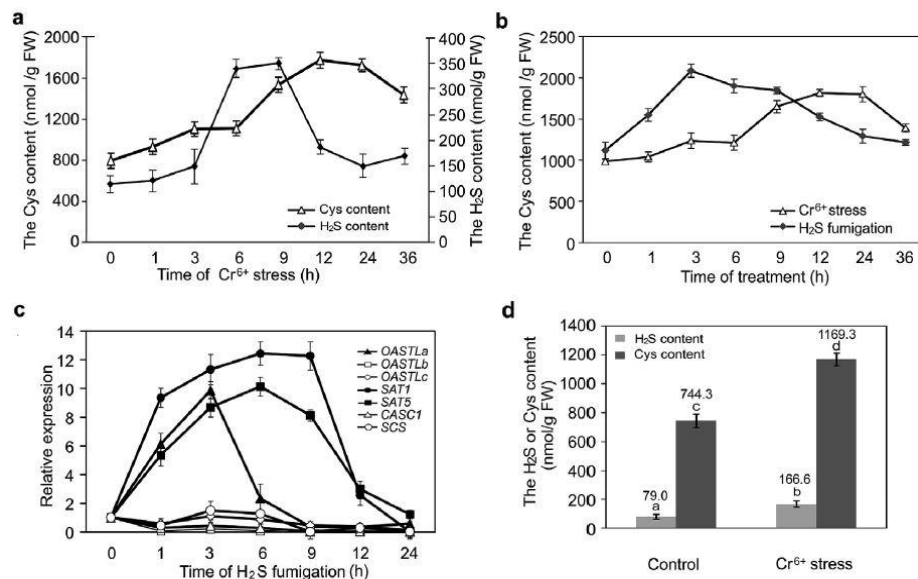 a
The Cys content (nmol /g FW)
2000
1600
1200
800
400
0
The H₂S content (nmol /g FW)
400
350
300
250
200
150
100
50
0
Cys content
H₂S content
0 1 3 6 9 12 24 36
Time of Cr⁶⁺ stress (h)
b
The Cys content (nmol /g FW)
2500
2000
1500
1000
500
0
Cr⁶⁺ stress
H₂S fumigation
0 1 3 6 9 12 24 36
Time of treatment (h)
c
Relative expression
14
12
10
8
6
4
2
0
OASTLa
OASTLb
OASTLc
SAT1
SAT5
CASC1
SCS
0 1 3 6 9 12 24
Time of H₂S fumigation (h)
d
The H₂S or Cys content
(nmol/g FW)
1400
1200
1000
800
600
400
200
0
H₂S content
Cys content
79.0
a
744.3
c
166.6
b
1169.3
d
Control Cr⁶⁺ stress